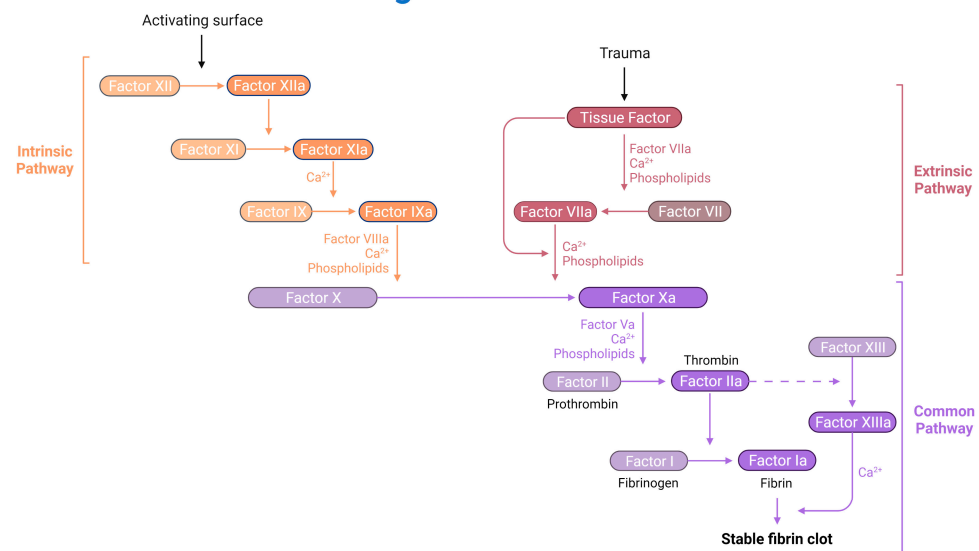 Activating surface
Trauma
Factor XII
Factor XIIa
Tissue Factor
Factor XI
Factor XIa
Factor VIIa
Ca²⁺
Phospholipids
Intrinsic
Pathway
Extrinsic
Pathway
Ca²⁺
Factor IX
Factor IXa
Factor VIIa
Factor VII
Factor VIIIa
Ca²⁺
Phospholipids
Ca²⁺
Phospholipids
Factor X
Factor Xa
Factor Va
Ca²⁺
Phospholipids
Factor XIII
Thrombin
Factor II
Factor IIa
Prothrombin
Factor XIIIa
Common
Pathway
Factor I
Factor Ia
Ca²⁺
Fibrinogen
Fibrin
Stable fibrin clot